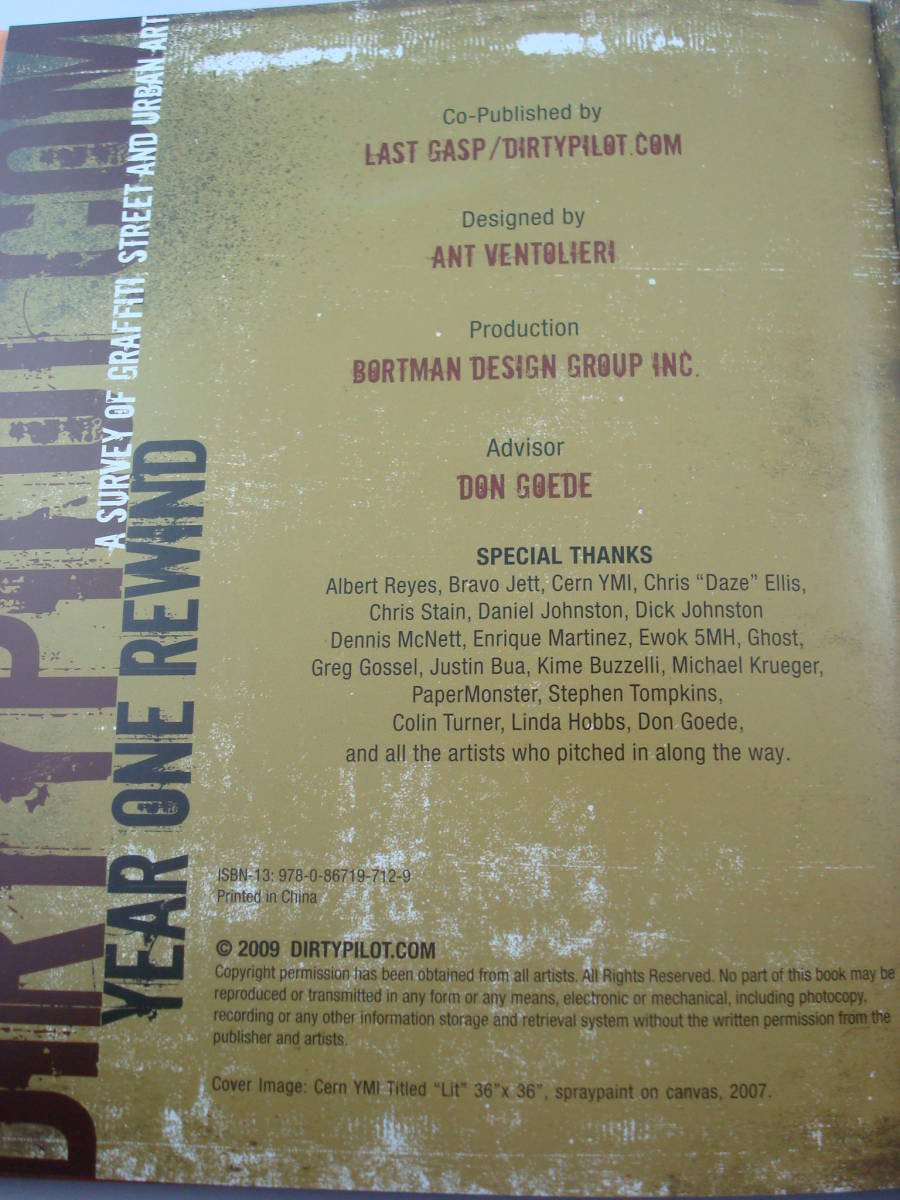 DIRTYPILOT.COM
A SURVEY OF GRAFFITI, STREET AND URBAN ART
YEAR ONE REWIND
Co-Published by
LAST GASP/DIRTYPILOT.COM
Designed by
ANT VENTOLIERI
Production
BORTMAN DESIGN GROUP INC.
Advisor
DON GOEDE
SPECIAL THANKS
Albert Reyes, Bravo Jett, Cern YMI, Chris "Daze" Ellis,
Chris Stain, Daniel Johnston, Dick Johnston
Dennis McNett, Enrique Martinez, Ewok 5MH, Ghost,
Greg Gossel, Justin Bua, Kime Buzzelli, Michael Krueger,
PaperMonster, Stephen Tompkins,
Colin Turner, Linda Hobbs, Don Goede,
and all the artists who pitched in along the way.
ISBN-13: 978-0-86719-712-9
Printed in China
© 2009 DIRTYPILOT.COM
Copyright permission has been obtained from all artists. All Rights Reserved. No part of this book may be
reproduced or transmitted in any form or any means, electronic or mechanical, including photocopy,
recording or any other information storage and retrieval system without the written permission from the
publisher and artists.
Cover Image: Cern YMI Titled "Lit" 36"x 36", spraypaint on canvas, 2007.